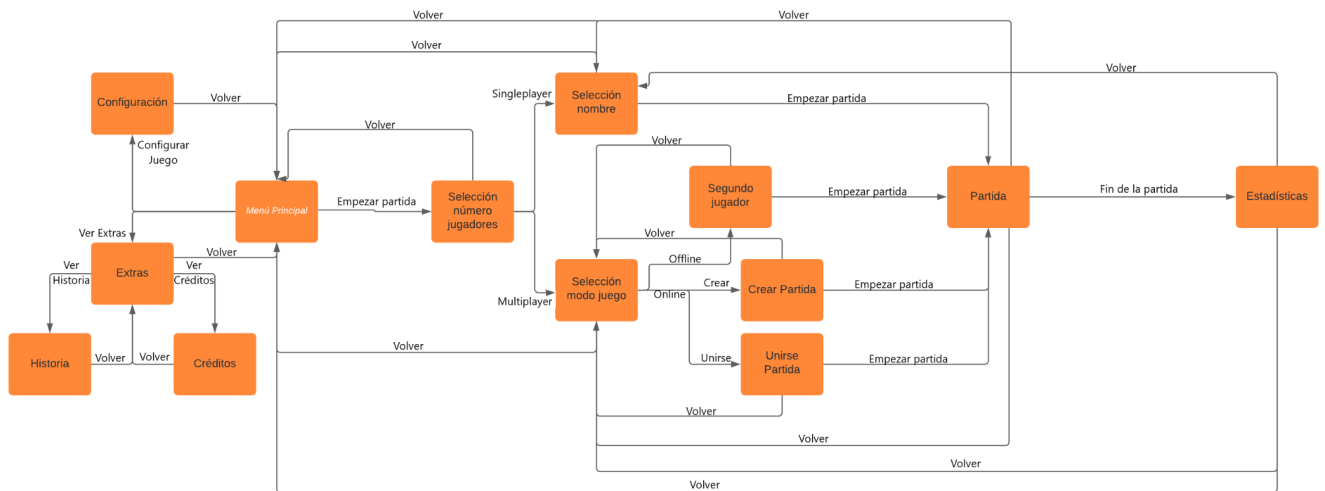 Volver
Volver
Volver
Volver
Configuración
Volver
Selección
nombre
Singleplayer
Empezar partida
Configurar
Juego
Volver
Volver
Menú Principal
Empezar partida
Selección
número
jugadores
Segundo
jugador
Empezar partida
Partida
Fin de la partida
Estadísticas
Ver Extras
Volver
Volver
Extras
Ver
Historia
Ver
Créditos
Offline
Selección
modo juego
Multiplayer
Online
Crear
Crear Partida
Empezar partida
Historia
Volver
Volver
Créditos
Volver
Unirse
Unirse
Partida
Empezar partida
Volver
Volver
Volver
Volver